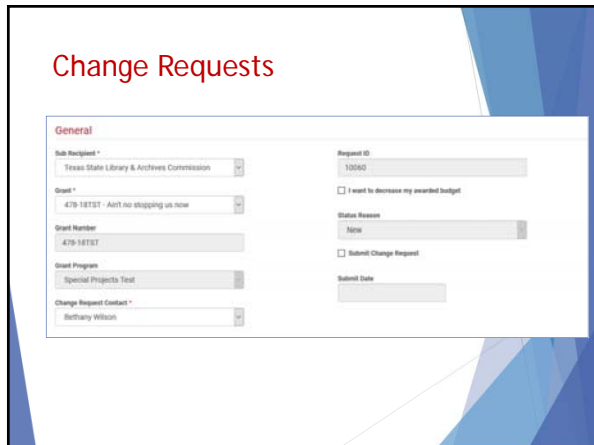 Change Requests
General
Sub Recipient *
Texas State Library & Archives Commission
Grant *
478-18TST - Ain't no stopping us now
Grant Number
478-18TST
Grant Program
Special Projects Test
Change Request Contact *
Bethany Wilson
Request ID
10060
I want to decrease my awarded budget
Status Reason
New
Submit Change Request
Submit Date